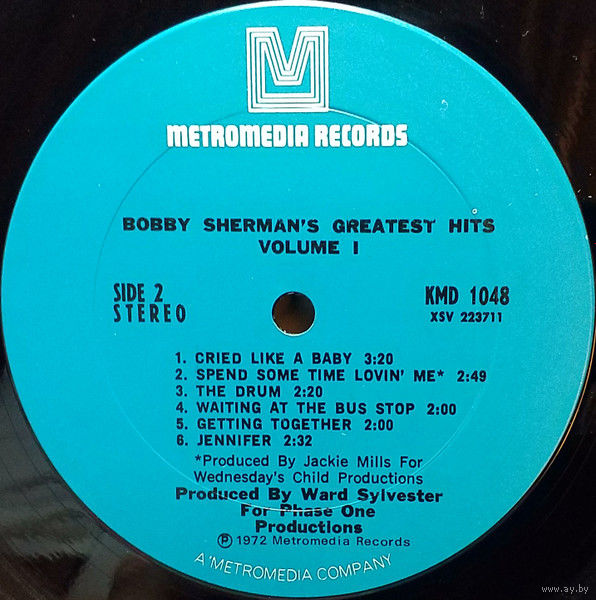 M
METROMEDIA RECORDS
BOBBY SHERMAN'S GREATEST HITS
VOLUME I
SIDE 2
STEREO
KMD 1048
XSV 223711
1. CRIED LIKE A BABY 3:20
2. SPEND SOME TIME LOVIN' ME* 2:49
3. THE DRUM 2:20
4. WAITING AT THE BUS STOP 2:00
5. GETTING TOGETHER 2:00
6. JENNIFER 2:32
*Produced By Jackie Mills For
Wednesday's Child Productions
Produced By Ward Sylvester
For Phase One
Productions
℗ 1972 Metromedia Records
A METROMEDIA COMPANY
www.ay.by